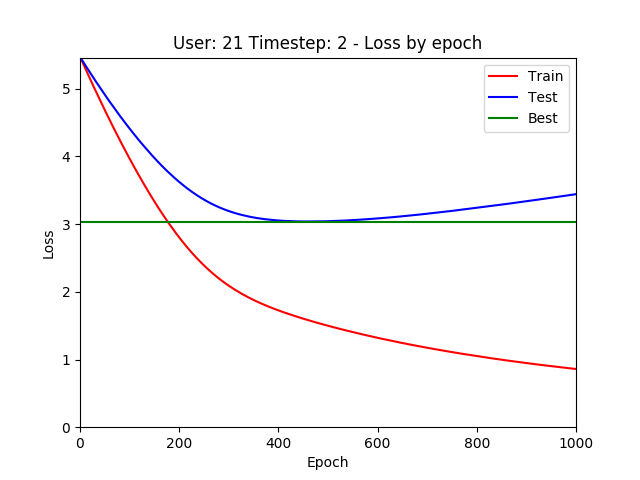 User: 21 Timestep: 2 - Loss by epoch
Train
Test
Best
Loss
5
4
3
2
1
0
0 200 400 600 800 1000
Epoch